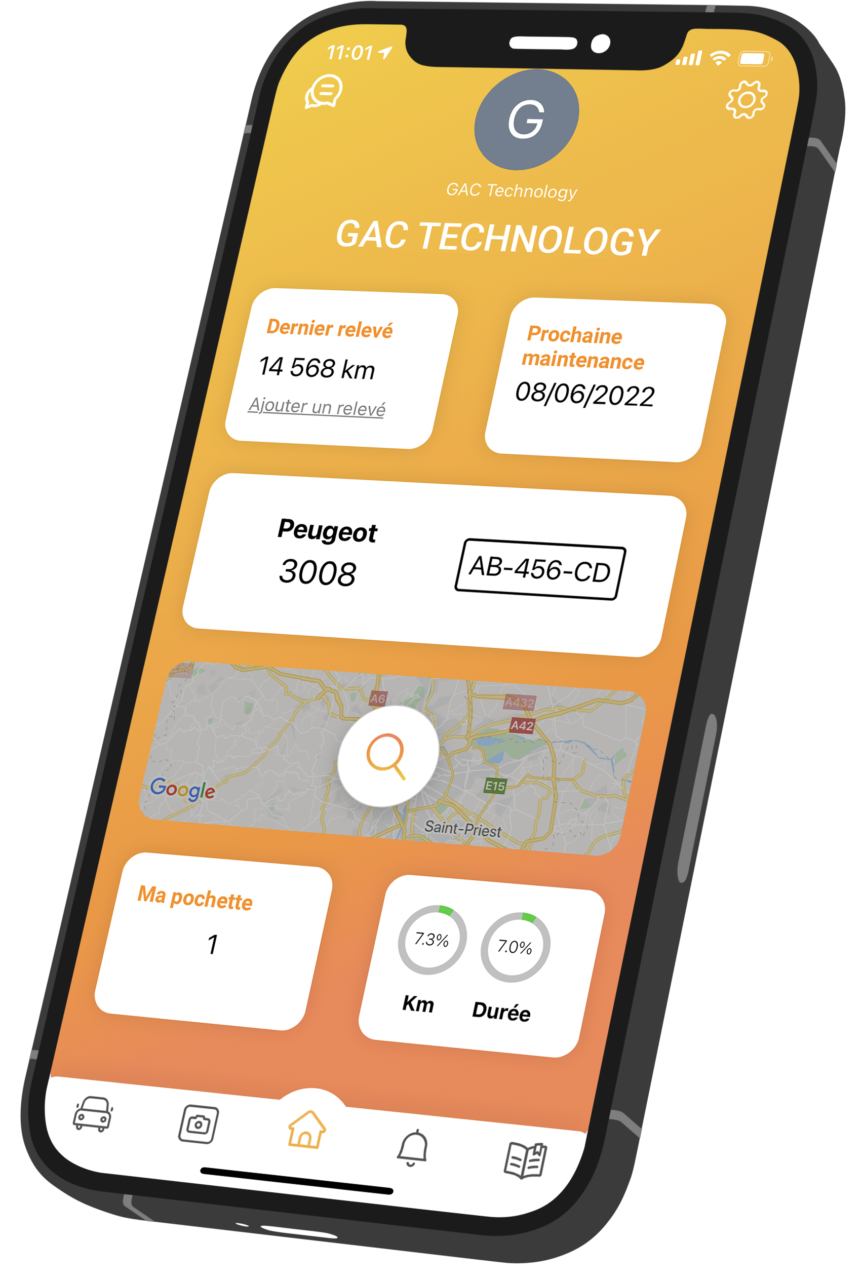 11:01
G
GAC Technology
GAC TECHNOLOGY
Dernier relevé
14 568 km
Ajouter un relevé
Prochaine
maintenance
08/06/2022
Peugeot
3008
AB-456-CD
A6
A432
A42
E15
Google
Saint-Priest
Ma pochette
1
7.3%
7.0%
Km
Durée